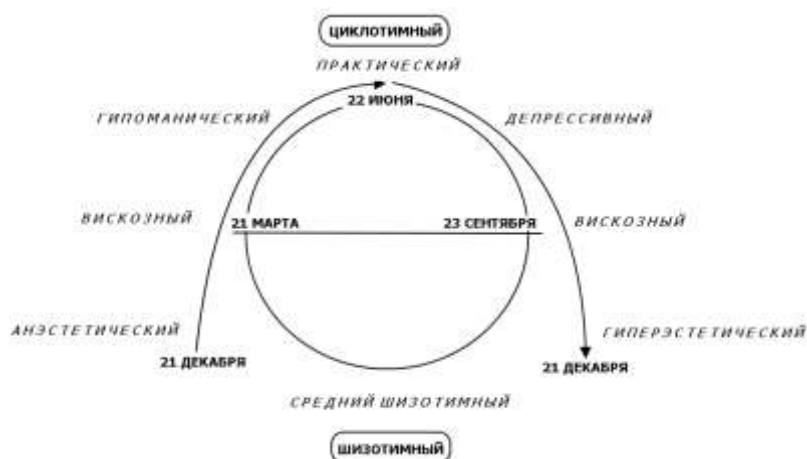 ЦИКЛОТИМНЫЙ
ПРАКТИЧЕСКИЙ
22 ИЮНЯ
ГИПОМАНИЧЕСКИЙ
ДЕПРЕССИВНЫЙ
ВИСКОЗНЫЙ
21 МАРТА
23 СЕНТЯБРЯ
ВИСКОЗНЫЙ
АНЭСТЕТИЧЕСКИЙ
ГИПЕРЭСТЕТИЧЕСКИЙ
21 ДЕКАБРЯ
21 ДЕКАБРЯ
СРЕДНИЙ ШИЗОТИМНЫЙ
ШИЗОТИМНЫЙ